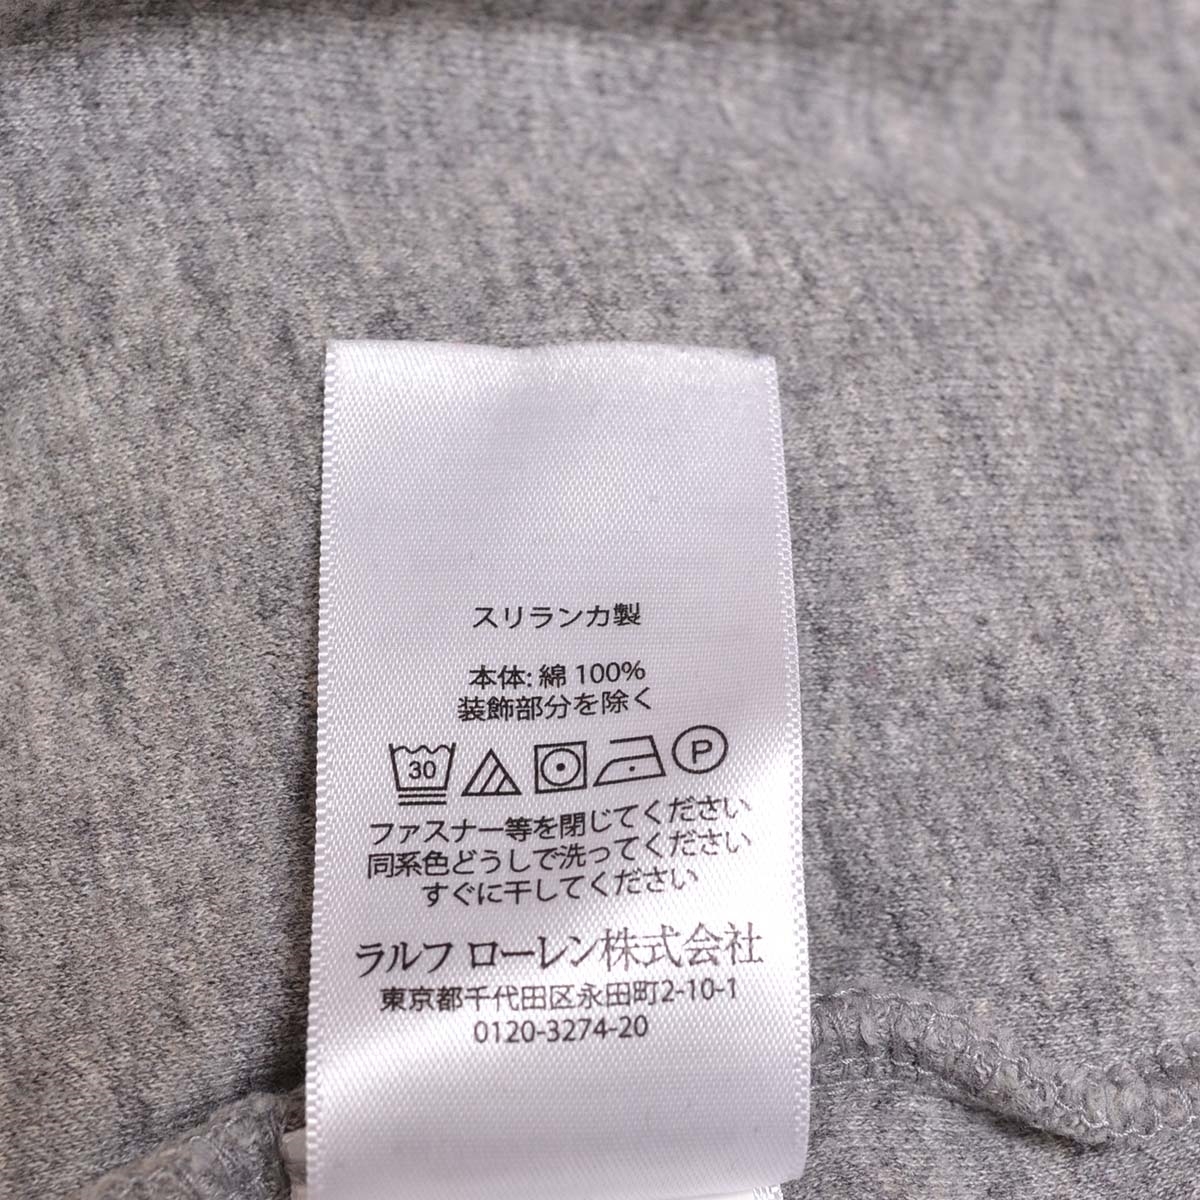 スリランカ製
本体: 綿 100%
装飾部分を除く
30 P
ファスナー等を閉じてください
同系色どうしで洗ってください
すぐに干してください
ラルフ ローレン株式会社
東京都千代田区永田町2-10-1
0120-3274-20